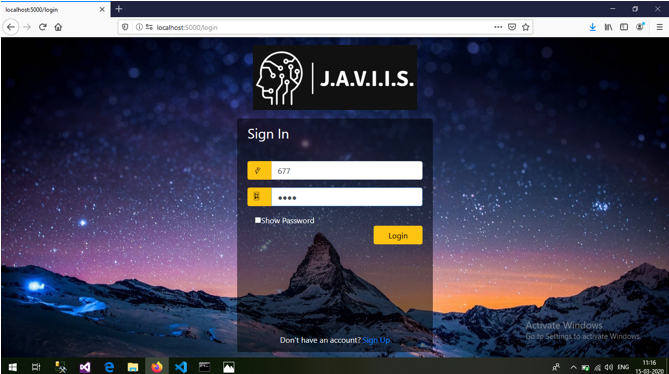 localhost:5000/login
localhost:5000/login
J.A.V.I.I.S.
Sign In
677
Show Password
Login
Don't have an account? Sign Up
Activate Windows
Go to Settings to activate Windows.
ENG
11:16
15-03-2020